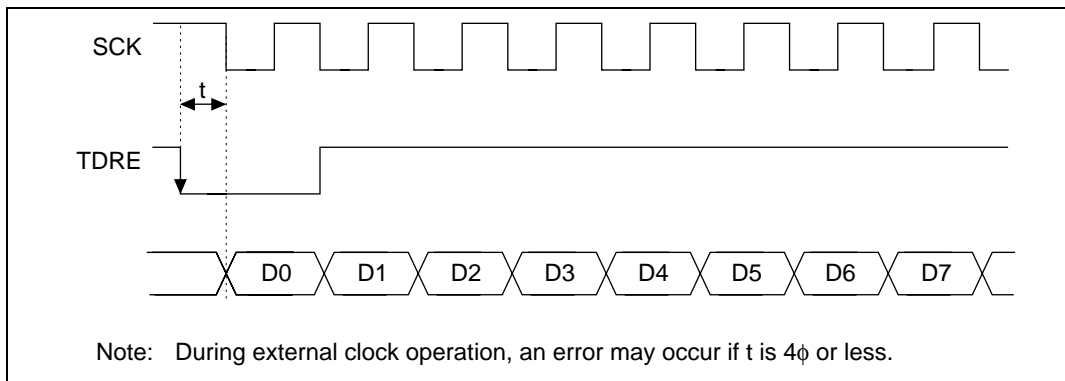 SCK
t
TDRE
D0 D1 D2 D3 D4 D5 D6 D7
Note: During external clock operation, an error may occur if t is 4ϕ or less.